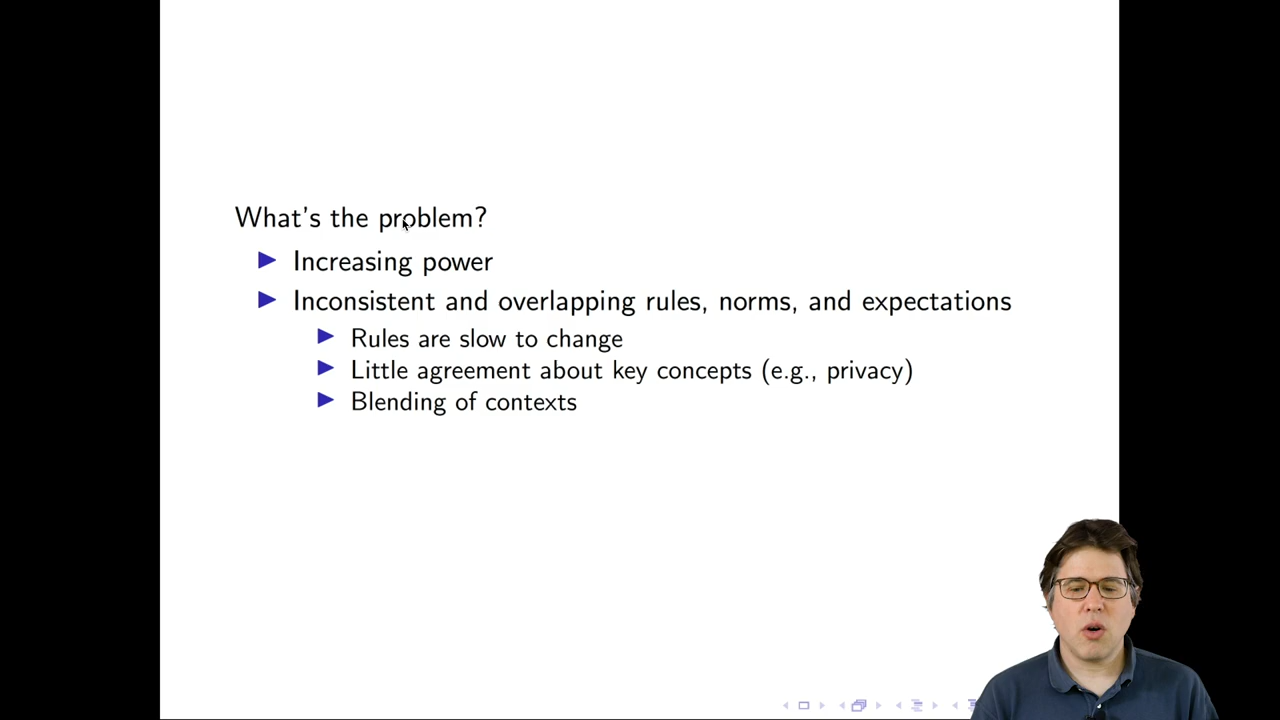 What's the problem?
Increasing power
Inconsistent and overlapping rules, norms, and expectations
Rules are slow to change
Little agreement about key concepts (e.g., privacy)
Blending of contexts